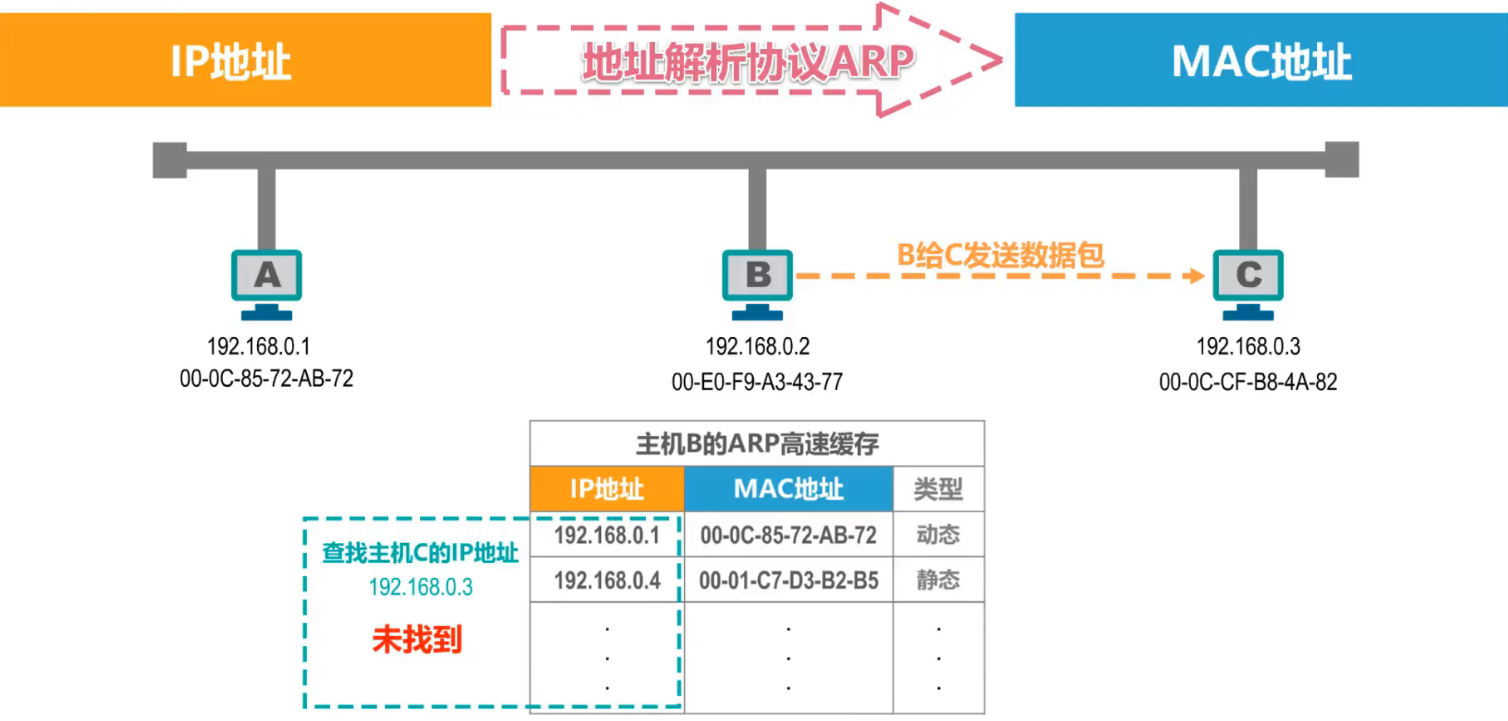 IP地址
地址解析协议ARP
MAC地址
B给C发送数据包
A
B
C
192.168.0.1
00-0C-85-72-AB-72
192.168.0.2
00-E0-F9-A3-43-77
192.168.0.3
00-0C-CF-B8-4A-82
主机B的ARP高速缓存
IP地址 MAC地址 类型
192.168.0.1 00-0C-85-72-AB-72 动态
192.168.0.4 00-01-C7-D3-B2-B5 静态
. . .
. . .
. . .
查找主机C的IP地址
192.168.0.3
未找到